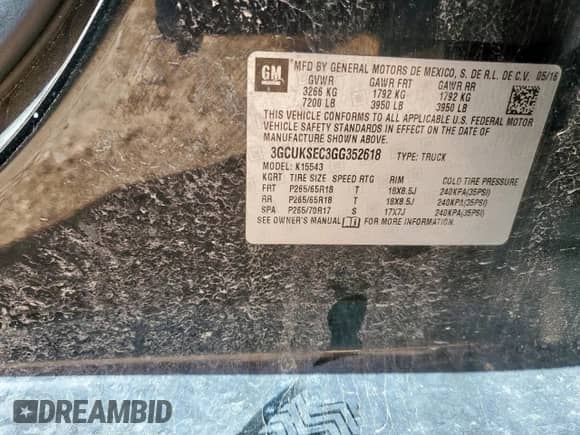 GM
MFD BY GENERAL MOTORS DE MEXICO, S. DE R.L. DE C.V. 05/16
GVWR GAWR FRT GAWR RR
3266 KG 1792 KG 1792 KG
7200 LB 3950 LB 3950 LB
THIS VEHICLE CONFORMS TO ALL APPLICABLE U.S. FEDERAL MOTOR
VEHICLE SAFETY STANDARDS IN EFFECT ON THE DATE OF
MANUFACTURE SHOWN ABOVE.
3GCUKSEC3GG352618 TYPE: TRUCK
MODEL: K15543
KGRT TIRE SIZE SPEED RTG RIM COLD TIRE PRESSURE
FRT P265/65R18 T 18X8.5J 240KPA(35PSI)
RR P265/65R18 T 18X8.5J 240KPA(35PSI)
SPA P265/70R17 S 17X7J 240KPA(35PSI)
SEE OWNER'S MANUAL FOR MORE INFORMATION.
DREAMBID